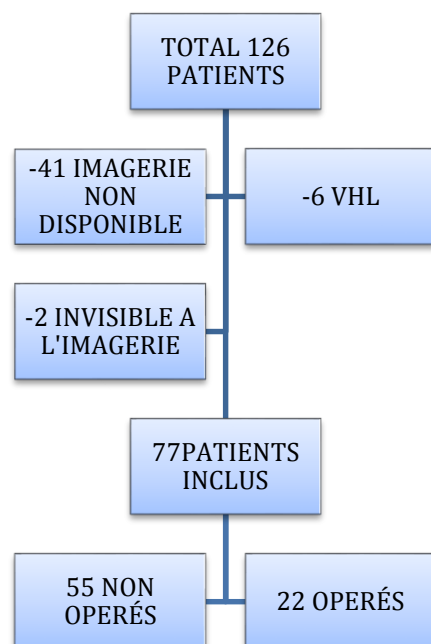 TOTAL 126
PATIENTS
-41 IMAGERIE
NON
DISPONIBLE
-6 VHL
-2 INVISIBLE A
L'IMAGERIE
77PATIENTS
INCLUS
55 NON
OPERÉS
22 OPERÉS